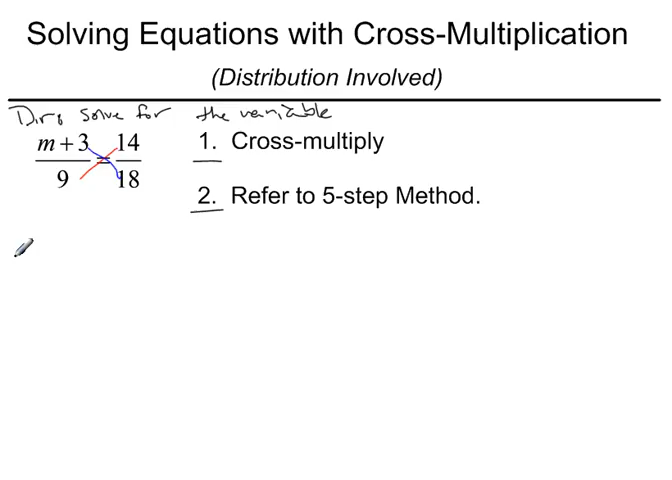 Solving Equations with Cross-Multiplication
(Distribution Involved)
Dir: Solve for the variable
m + 3 = 14
9 18
1. Cross-multiply
2. Refer to 5-step Method.